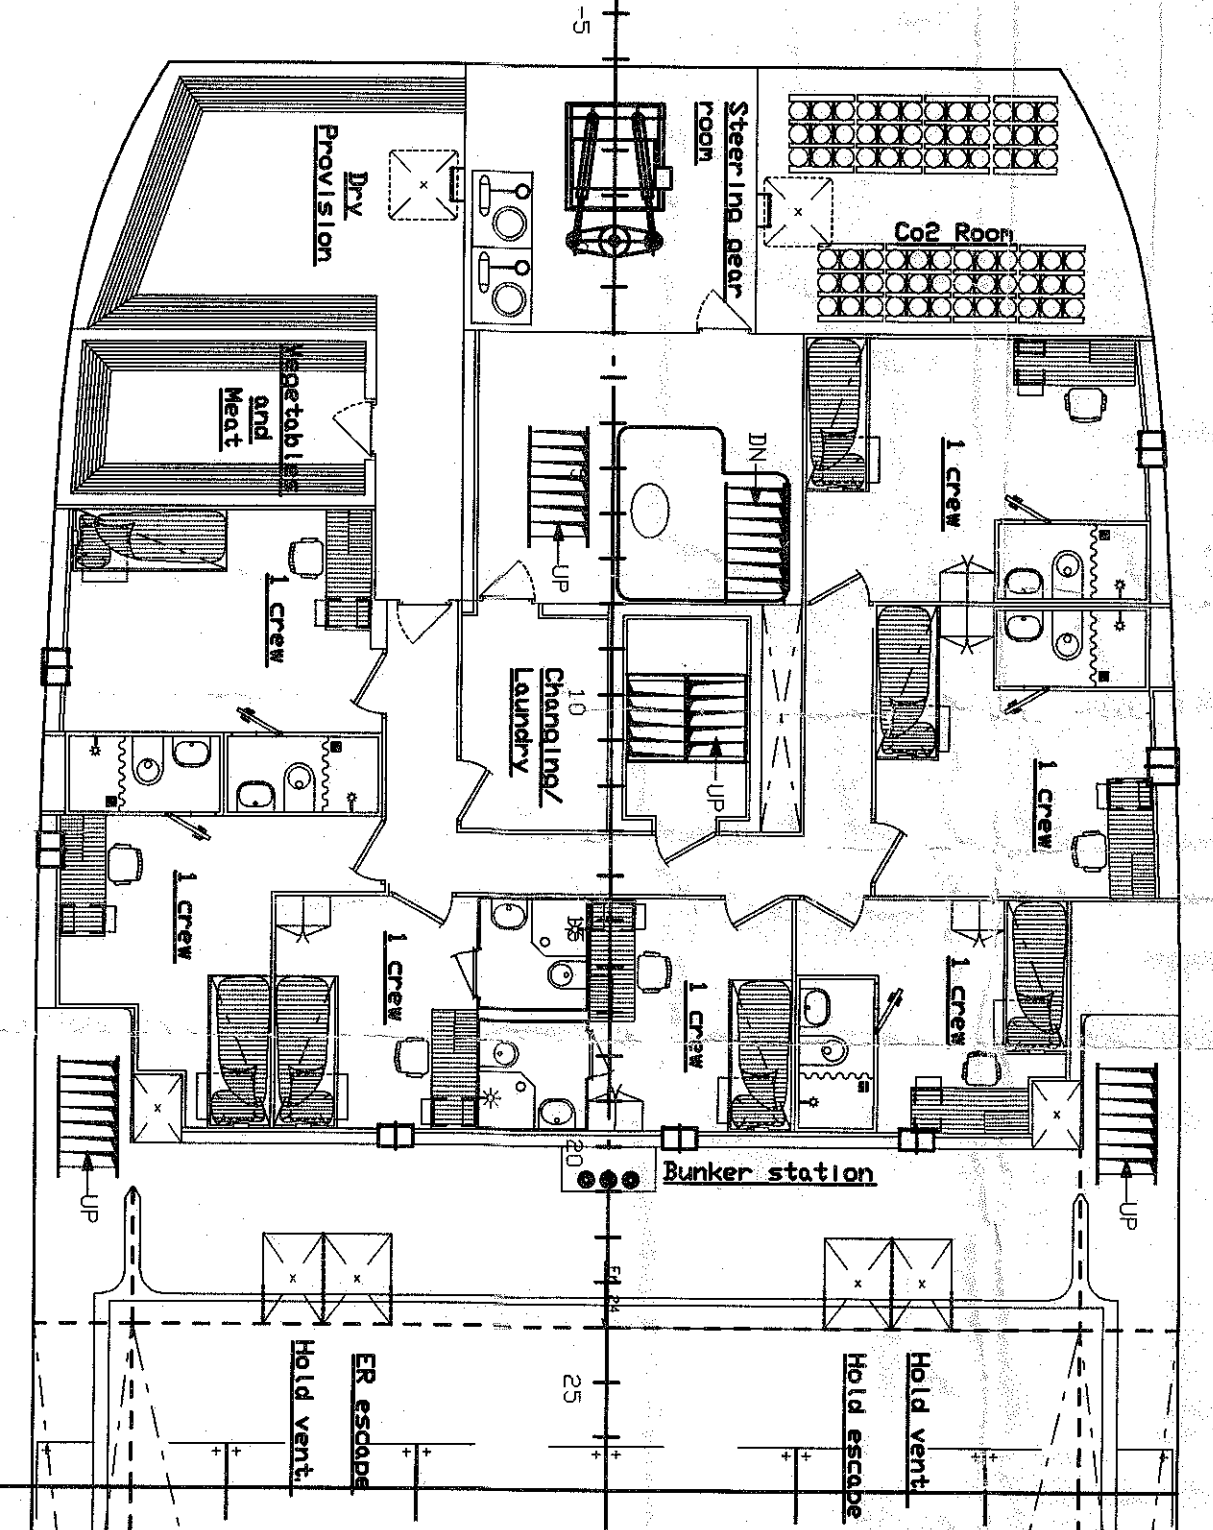 -5
Steering gear
room
Dry
Provision
Co2 Room
Vegetables
and
Meat
DN
1 crew
UP
1 crew
Changing/
Laundry
10
UP
1 crew
1 crew
1 crew
1 crew
1 crew
UP
20
Bunker station
UP
25
ER escape
Hold vent.
Hold vent.
Hold escape